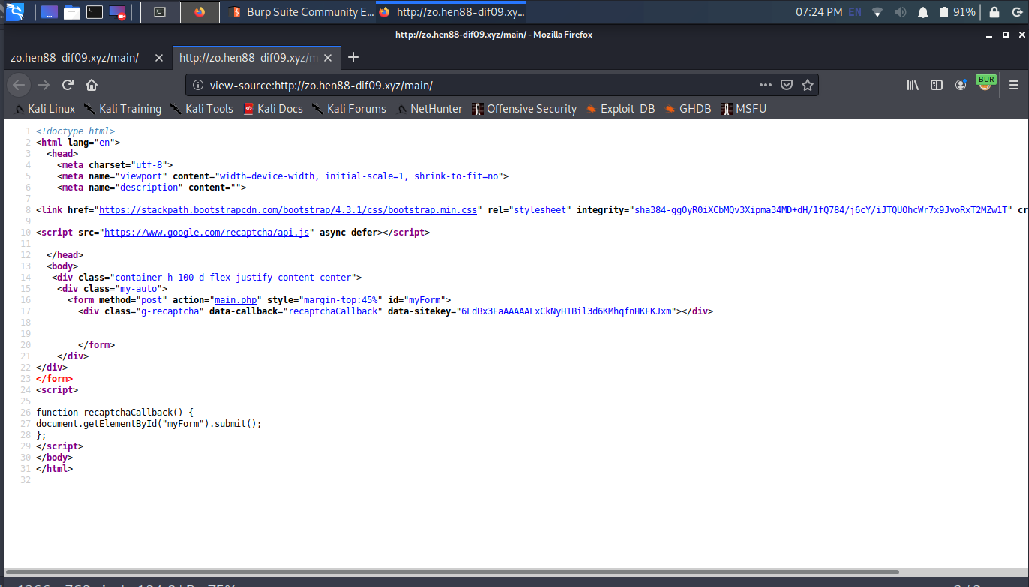 Burp Suite Community E... http://zo.hen88-dif09.xyz/m... 07:24 PM EN 91%
http://zo.hen88-dif09.xyz/main/ - Mozilla Firefox
zo.hen88-dif09.xyz/main/ http://zo.hen88-dif09.xyz/m
view-source:http://zo.hen88-dif09.xyz/main/
BUR
Kali Linux Kali Training Kali Tools Kali Docs Kali Forums NetHunter Offensive Security Exploit-DB GHDB MSFU
1 <!doctype html>
2 <html lang="en">
3 <head>
4 <meta charset="utf-8">
5 <meta name="viewport" content="width=device-width, initial-scale=1, shrink-to-fit=no">
6 <meta name="description" content="">
7
8 <link href="https://stackpath.bootstrapcdn.com/bootstrap/4.3.1/css/bootstrap.min.css" rel="stylesheet" integrity="sha384-ggOyR0iXCbMQv3Xipma34MD+dH/1fQ784/j6cY/iJTQUOhcWr7x9JvoRxT2MZw1T" cr
9
10 <script src="https://www.google.com/recaptcha/api.js" async defer></script>
11
12 </head>
13 <body>
14 <div class="container h-100 d-flex justify-content-center">
15 <div class="my-auto">
16 <form method="post" action="main.php" style="margin-top:45%" id="myForm">
17 <div class="g-recaptcha" data-callback="recaptchaCallback" data-sitekey="></div>
18
19
20 </form>
21 </div>
22 </div>
23 </form>
24 <script>
25
26 function recaptchaCallback() {
27 document.getElementById("myForm").submit();
28 };
29 </script>
30 </body>
31 </html>
32